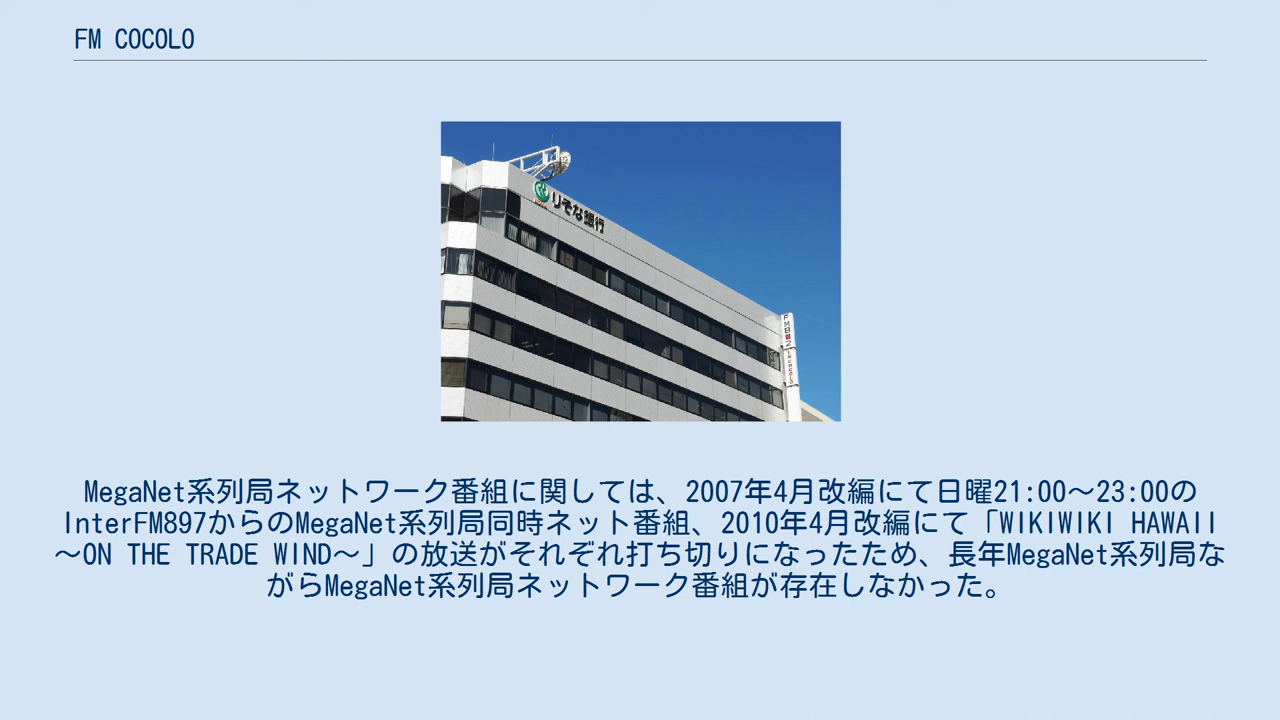 FM COCOLO
りそな銀行
MegaNet系列局ネットワーク番組に関しては、2007年4月改編にて日曜21:00～23:00の
InterFM897からのMegaNet系列局同時ネット番組、2010年4月改編にて「WIKIWIKI HAWAII
～ON THE TRADE WIND～」の放送がそれぞれ打ち切りになったため、長年MegaNet系列局な
がらMegaNet系列局ネットワーク番組が存在しなかった。